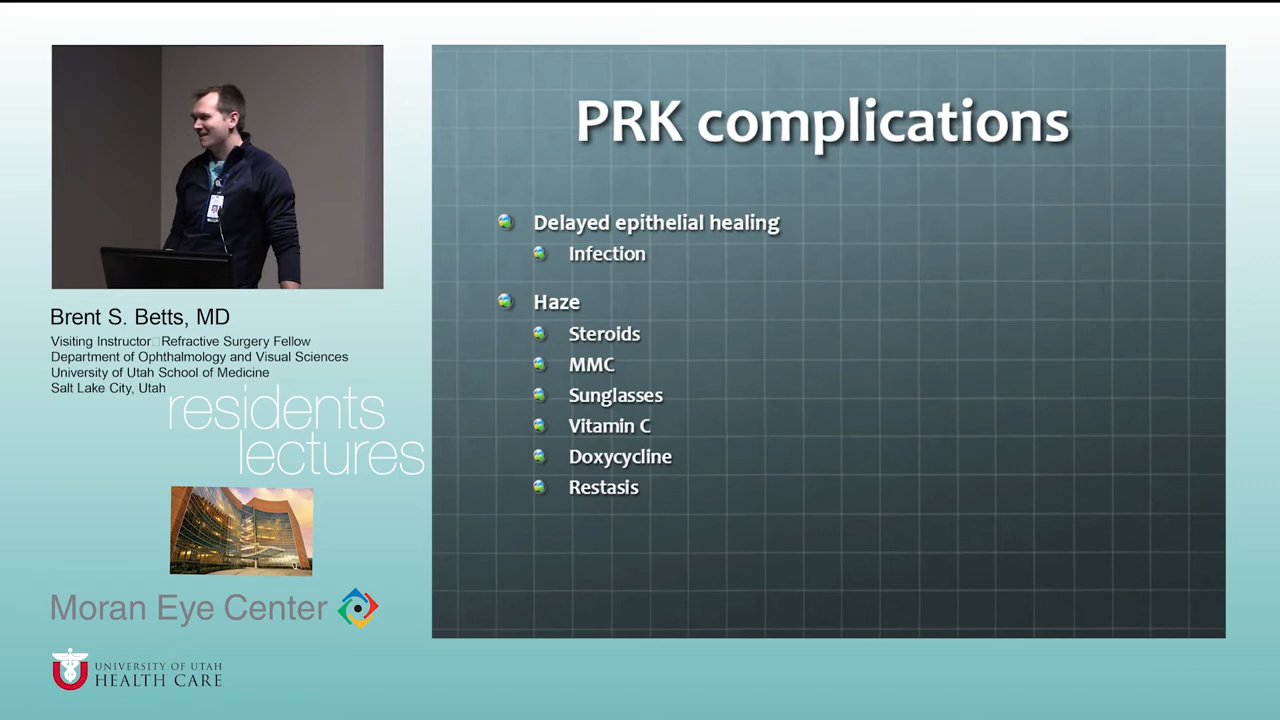 PRK complications
Delayed epithelial healing
Infection
Haze
Steroids
MMC
Sunglasses
Vitamin C
Doxycycline
Restasis
Brent S. Betts, MD
Visiting Instructor□Refractive Surgery Fellow
Department of Ophthalmology and Visual Sciences
University of Utah School of Medicine
Salt Lake City, Utah
residents
lectures
Moran Eye Center
U
UNIVERSITY OF UTAH
HEALTH CARE